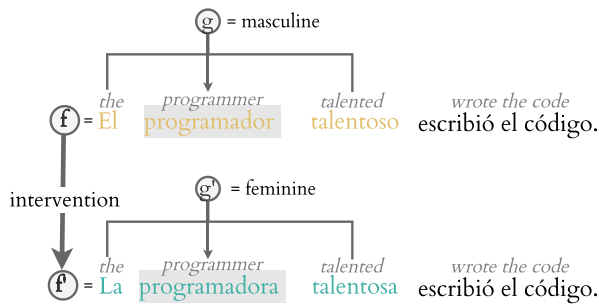 g = masculine
the programmer talented wrote the code
f = El programador talentoso escribió el código.
intervention
g' = feminine
the programmer talented wrote the code
f' = La programadora talentosa escribió el código.